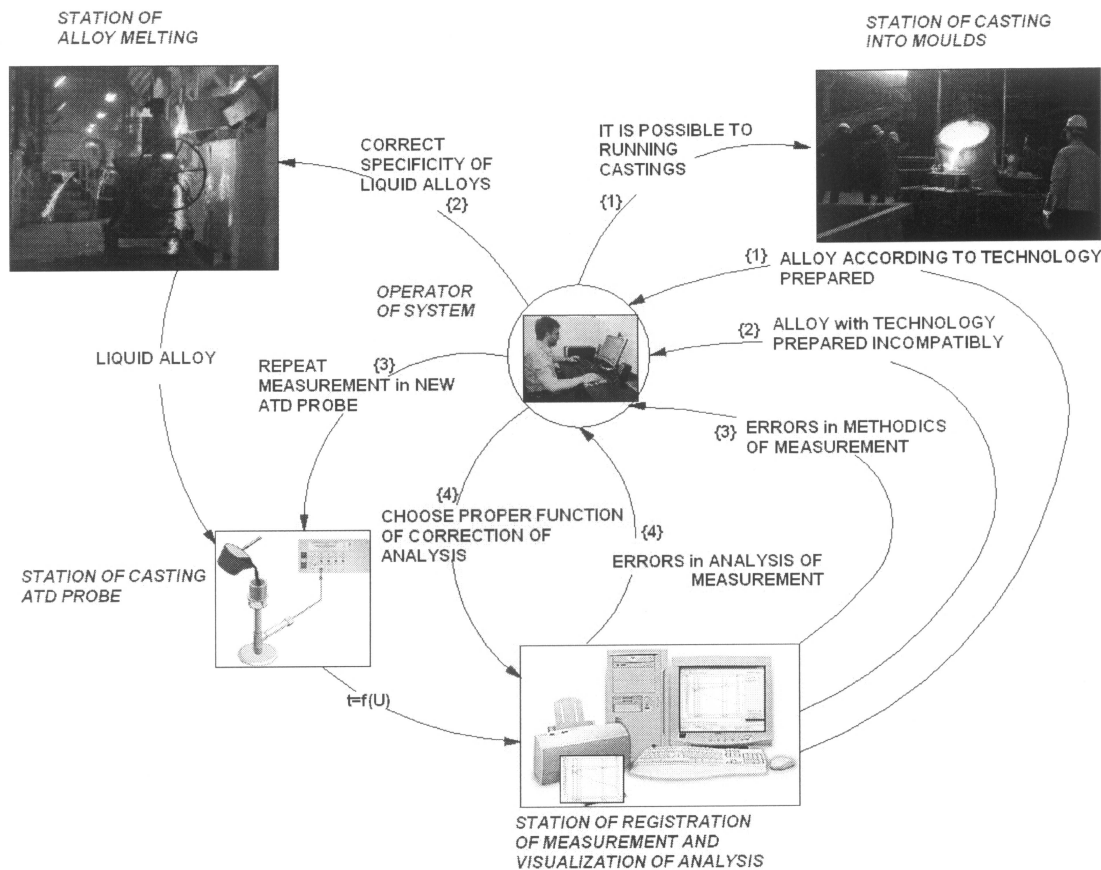 STATION OF
ALLOY MELTING
STATION OF CASTING
INTO MOULDS
CORRECT
SPECIFICITY OF
LIQUID ALLOYS
{2}
IT IS POSSIBLE TO
RUNNING
CASTINGS
{1}
{1} ALLOY ACCORDING TO TECHNOLOGY
PREPARED
OPERATOR
OF SYSTEM
{2} ALLOY with TECHNOLOGY
PREPARED INCOMPATIBLY
LIQUID ALLOY
REPEAT {3}
MEASUREMENT in NEW
ATD PROBE
{3} ERRORS in METHODICS
OF MEASUREMENT
{4}
CHOOSE PROPER FUNCTION
OF CORRECTION OF
ANALYSIS
{4}
ERRORS in ANALYSIS OF
MEASUREMENT
STATION OF CASTING
ATD PROBE
t=f(U)
STATION OF REGISTRATION
OF MEASUREMENT AND
VISUALIZATION OF ANALYSIS